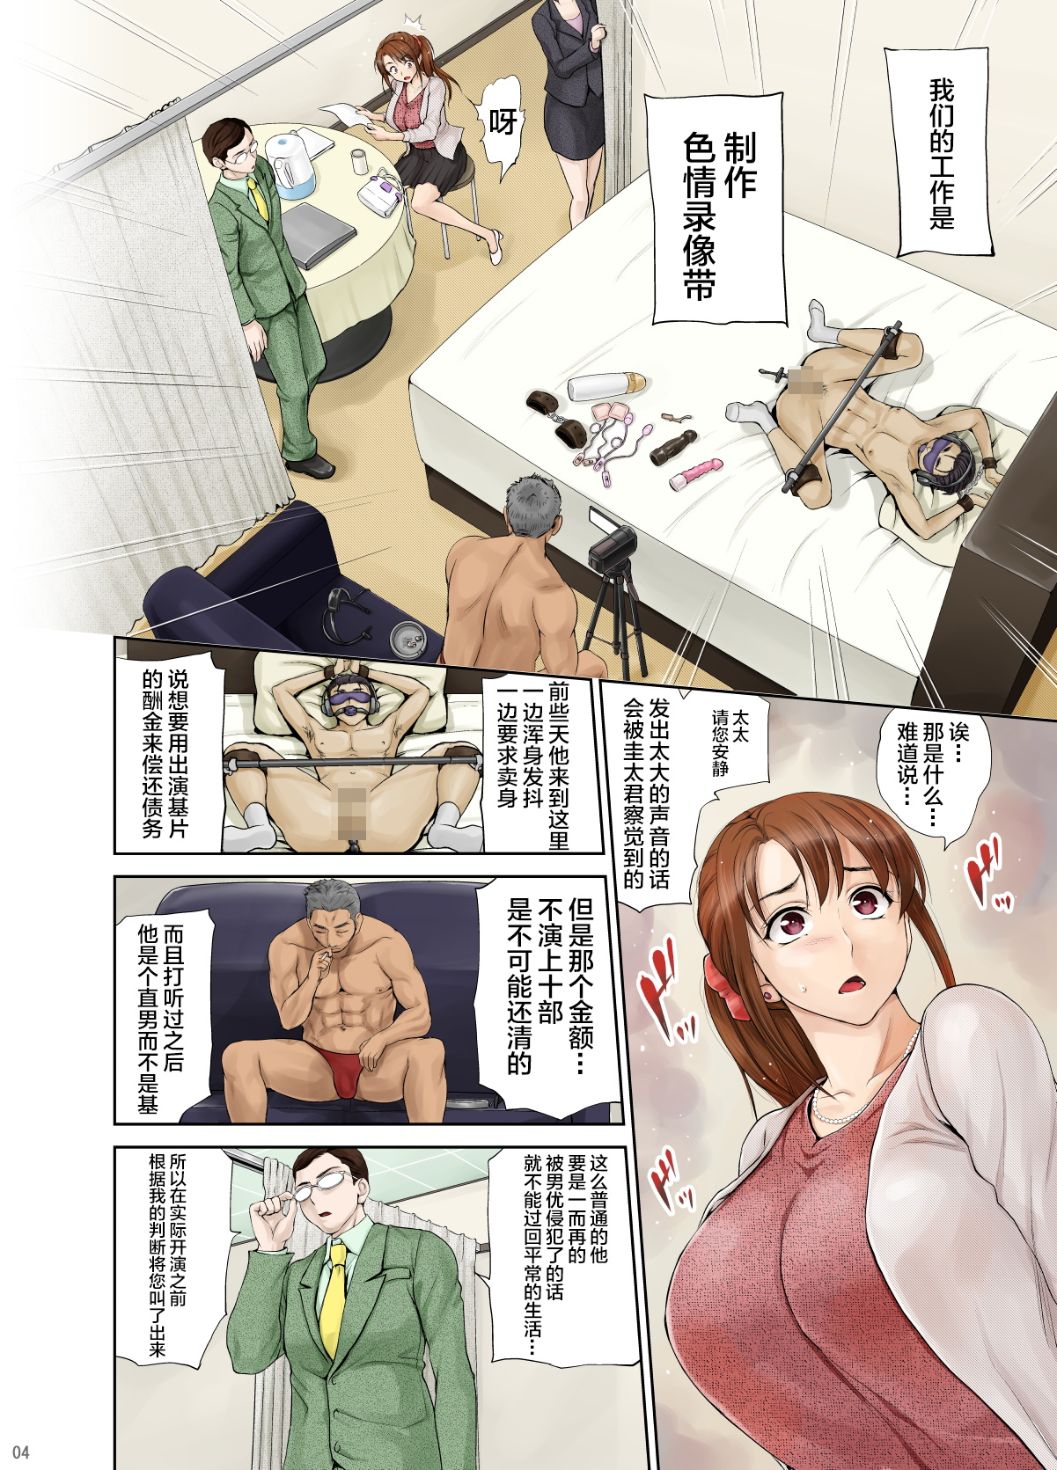 我们的工作是
制作
色情录像带
呀
诶…
那是什么…
难道说…
太太
请您安静
发出太大的声音的话
会被圭太君察觉到的
前些天他来到这里
一边浑身发抖
一边要求卖身
说想要用出演基片
的酬金来偿还债务
但是那个金额…
不演上十部
是不可能还清的
而且打听过之后
他是个直男而不是基
这么普通的他
要是一而再的
被男优侵犯了的话
就不能过回平常的生活…
所以在实际开演之前
根据我的判断将您叫了出来
04